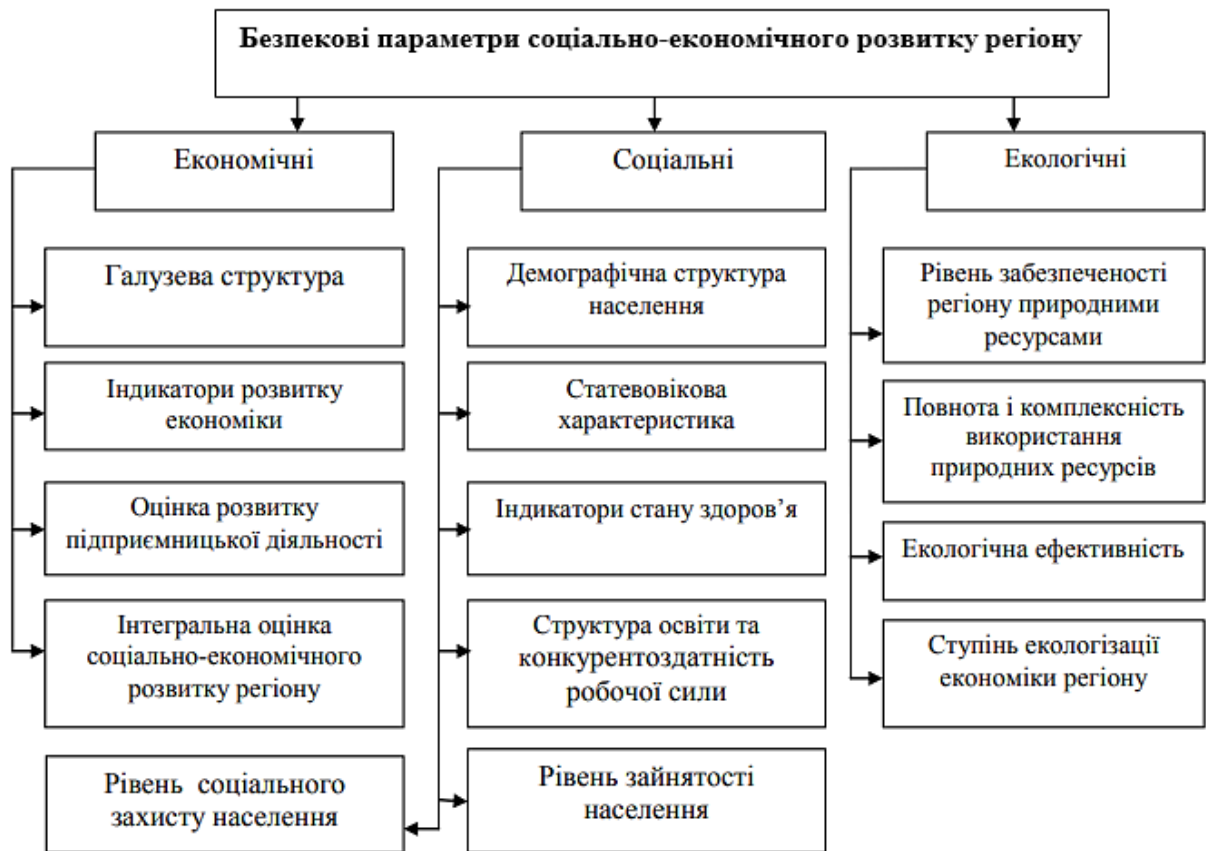 Безпекові параметри соціально-економічного розвитку регіону
Економічні
Соціальні
Екологічні
Галузева структура
Індикатори розвитку
економіки
Оцінка розвитку
підприємницької діяльності
Інтегральна оцінка
соціально-економічного
розвитку регіону
Рівень соціального
захисту населення
Демографічна структура
населення
Статевовікова
характеристика
Індикатори стану здоров’я
Структура освіти та
конкурентоздатність
робочої сили
Рівень зайнятості
населення
Рівень забезпеченості
регіону природними
ресурсами
Повнота і комплексність
використання
природних ресурсів
Екологічна ефективність
Ступінь екологізації
економіки регіону